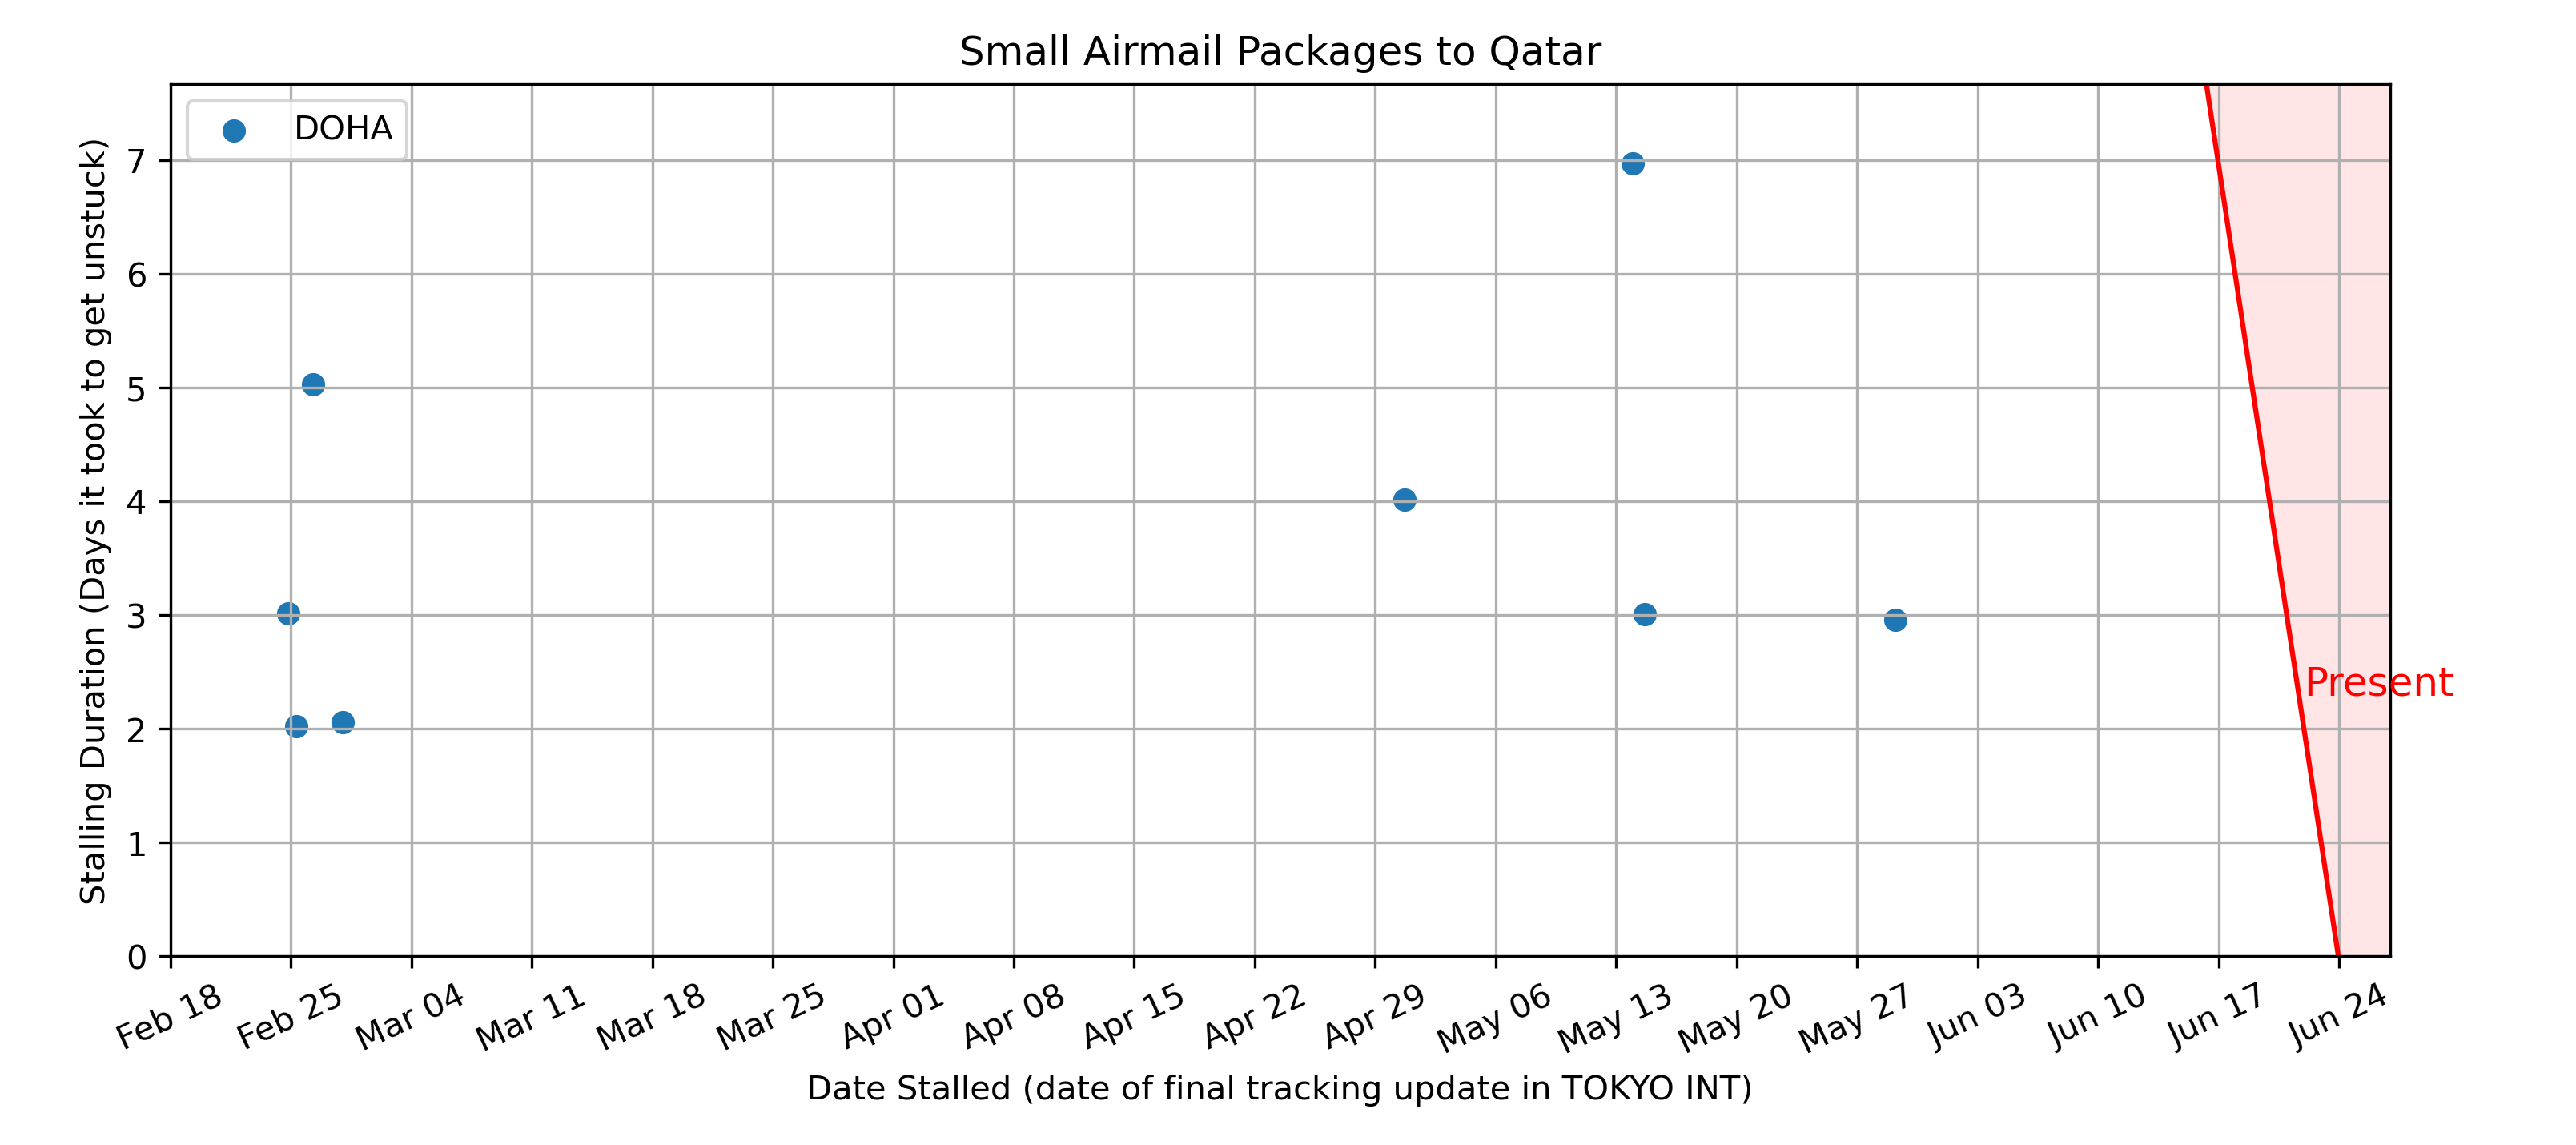 Small Airmail Packages to Qatar
DOHA
Stalling Duration (Days it took to get unstuck)
7
6
5
4
3
2
1
0
Present
Feb 18
Feb 25
Mar 04
Mar 11
Mar 18
Mar 25
Apr 01
Apr 08
Apr 15
Apr 22
Apr 29
May 06
May 13
May 20
May 27
Jun 03
Jun 10
Jun 17
Jun 24
Date Stalled (date of final tracking update in TOKYO INT)